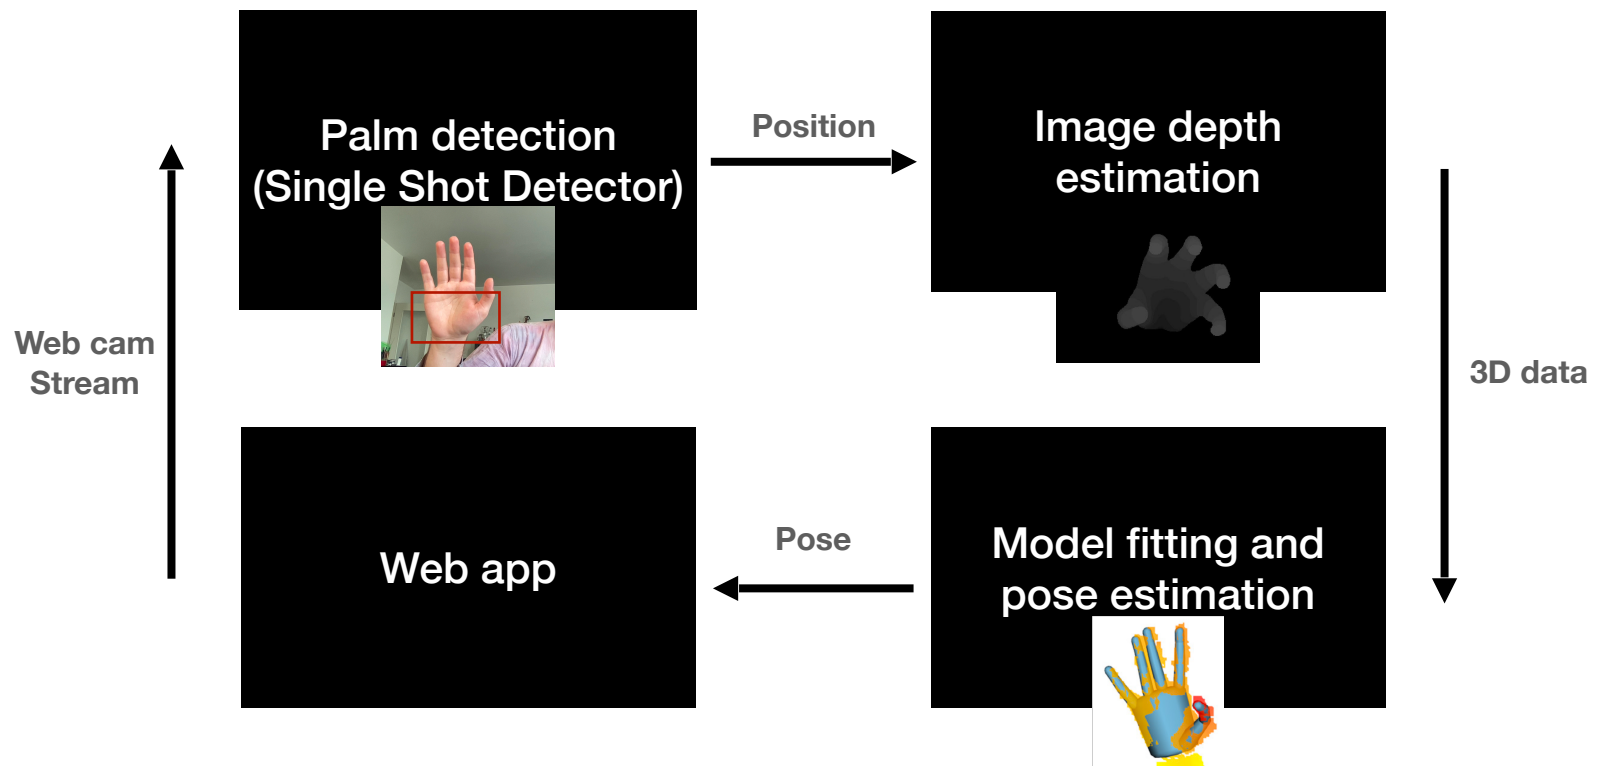 Palm detection
(Single Shot Detector)
Position
Image depth
estimation
Web cam
Stream
3D data
Web app
Pose
Model fitting and
pose estimation